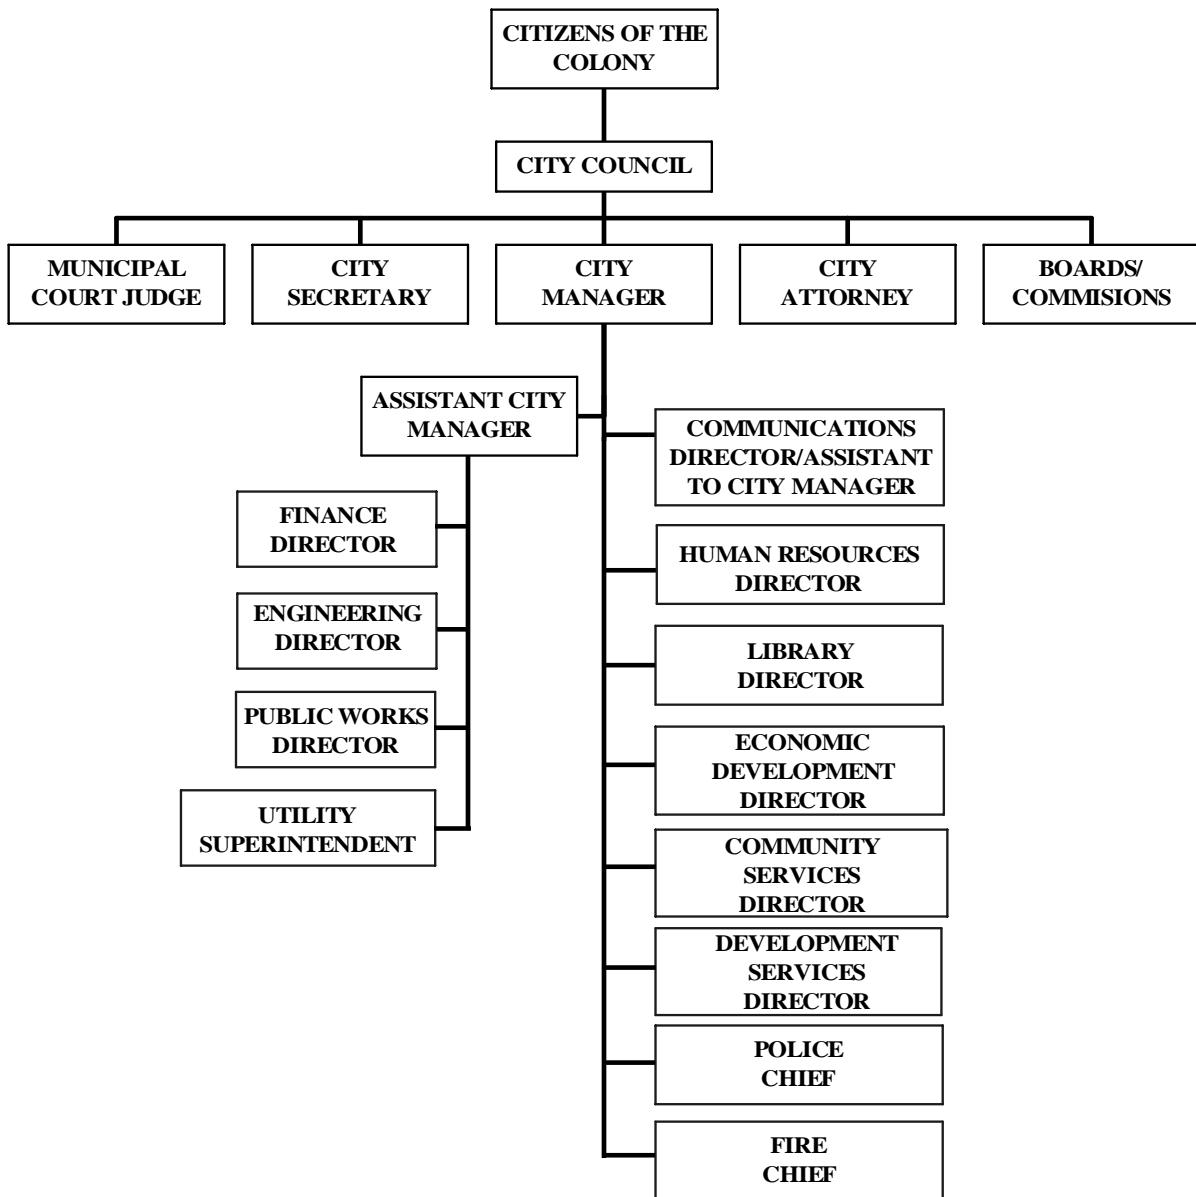 CITIZENS OF THE
COLONY
CITY COUNCIL
MUNICIPAL
COURT JUDGE
CITY
SECRETARY
CITY
MANAGER
CITY
ATTORNEY
BOARDS/
COMMISIONS
ASSISTANT CITY
MANAGER
FINANCE
DIRECTOR
ENGINEERING
DIRECTOR
PUBLIC WORKS
DIRECTOR
UTILITY
SUPERINTENDENT
COMMUNICATIONS
DIRECTOR/ASSISTANT
TO CITY MANAGER
HUMAN RESOURCES
DIRECTOR
LIBRARY
DIRECTOR
ECONOMIC
DEVELOPMENT
DIRECTOR
COMMUNITY
SERVICES
DIRECTOR
DEVELOPMENT
SERVICES
DIRECTOR
POLICE
CHIEF
FIRE
CHIEF